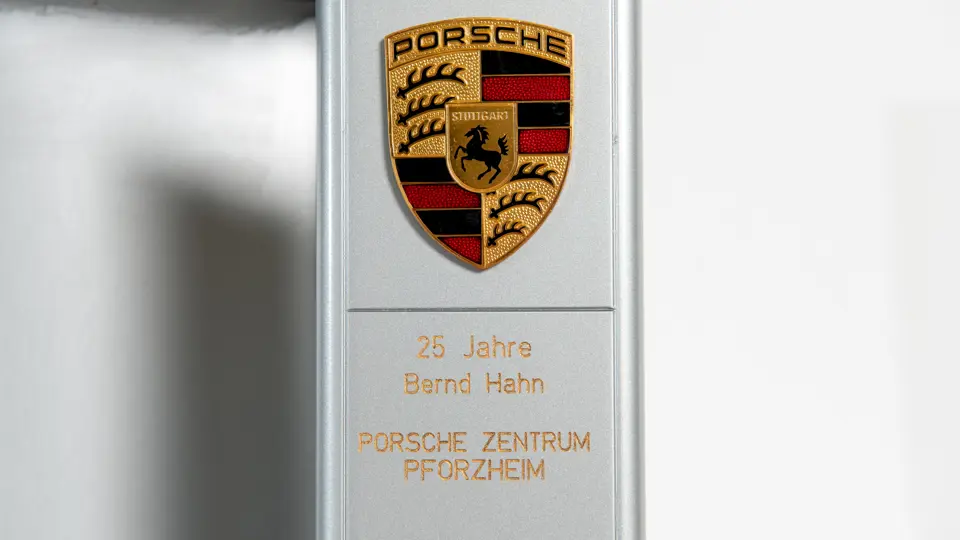 PORSCHE
STUTTGART
25 Jahre
Bernd Hahn
PORSCHE ZENTRUM
PFORZHEIM